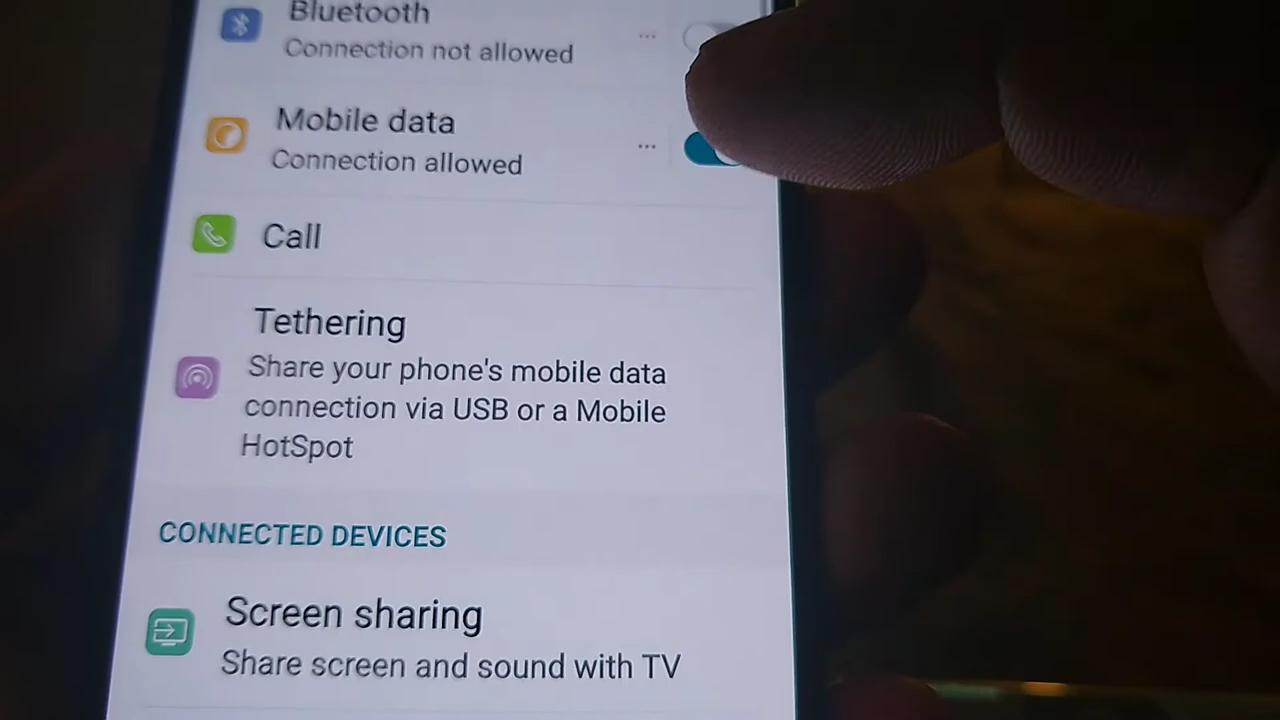 Bluetooth
Connection not allowed
Mobile data
Connection allowed
Call
Tethering
Share your phone's mobile data
connection via USB or a Mobile
HotSpot
CONNECTED DEVICES
Screen sharing
Share screen and sound with TV